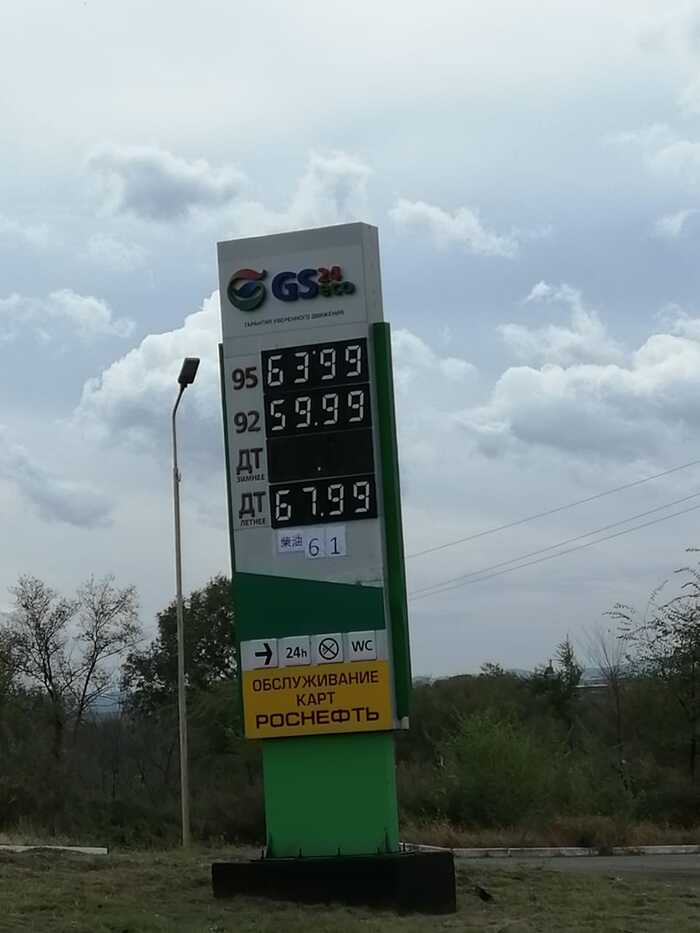 GS24 eco
ГАРАНТИЯ УВЕРЕННОГО ДВИЖЕНИЯ
95 63.99
92 59.99
ДТ ЗИМНЕЕ
ДТ ЛЕТНЕЕ 67.99
柴油 61
24h WC
ОБСЛУЖИВАНИЕ
КАРТ
РОСНЕФТЬ